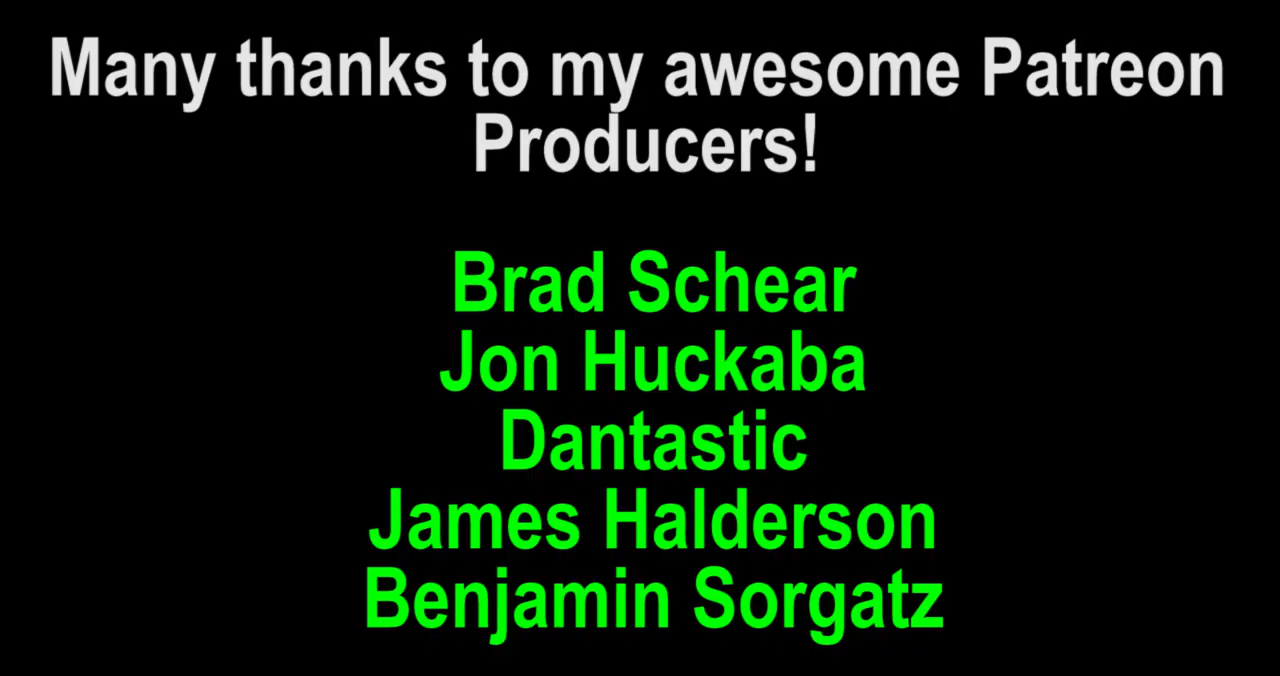 Many thanks to my awesome Patreon
Producers!
Brad Schear
Jon Huckaba
Dantastic
James Halderson
Benjamin Sorgatz